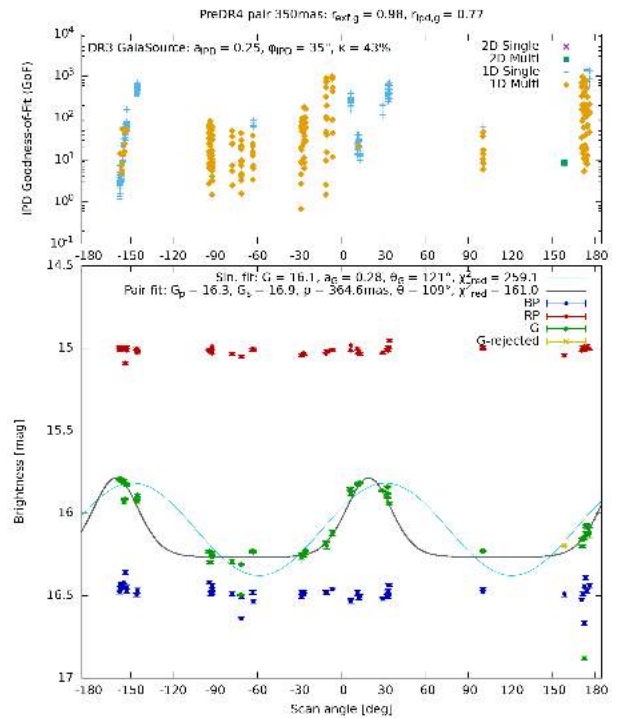 PreDR4 pair 350mas: r_exf,g = 0.98, r_ipd,g = 0.77
DR3 GaiaSource: a_IPD = 0.25, φ_IPD = 35°, κ = 43%
2D Single
2D Multi
1D Single
1D Multi
IPD Goodness-of-Fit (GoF)
10^4
10^3
10^2
10^1
10^0
10^-1
-180 -150 -120 -90 -60 -30 0 30 60 90 120 150 180
Sin. fit: G = 16.1, a_G = 0.28, θ_G = 121°, χ²_red = 259.1
Pair fit: G_p = 16.3, G_s = 16.9, ρ = 364.6mas, θ = 109°, χ²_red = 161.0
BP
RP
G
G-rejected
Brightness [mag]
14.5
15
15.5
16
16.5
17
-180 -150 -120 -90 -60 -30 0 30 60 90 120 150 180
Scan angle [deg]